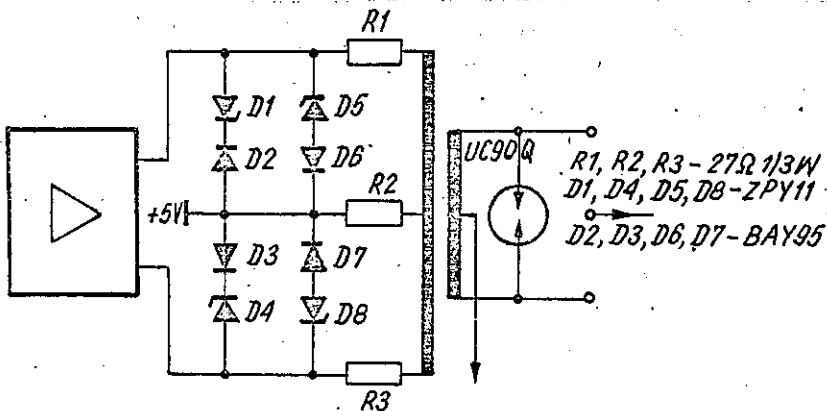 R1
D1
D5
D2
D6
R2
+5V
D3
D7
D4
D8
R3
UC90Q
R1, R2, R3-27Ω 1/3W
D1, D4, D5, D8-ZPY11
D2, D3, D6, D7-BAY95